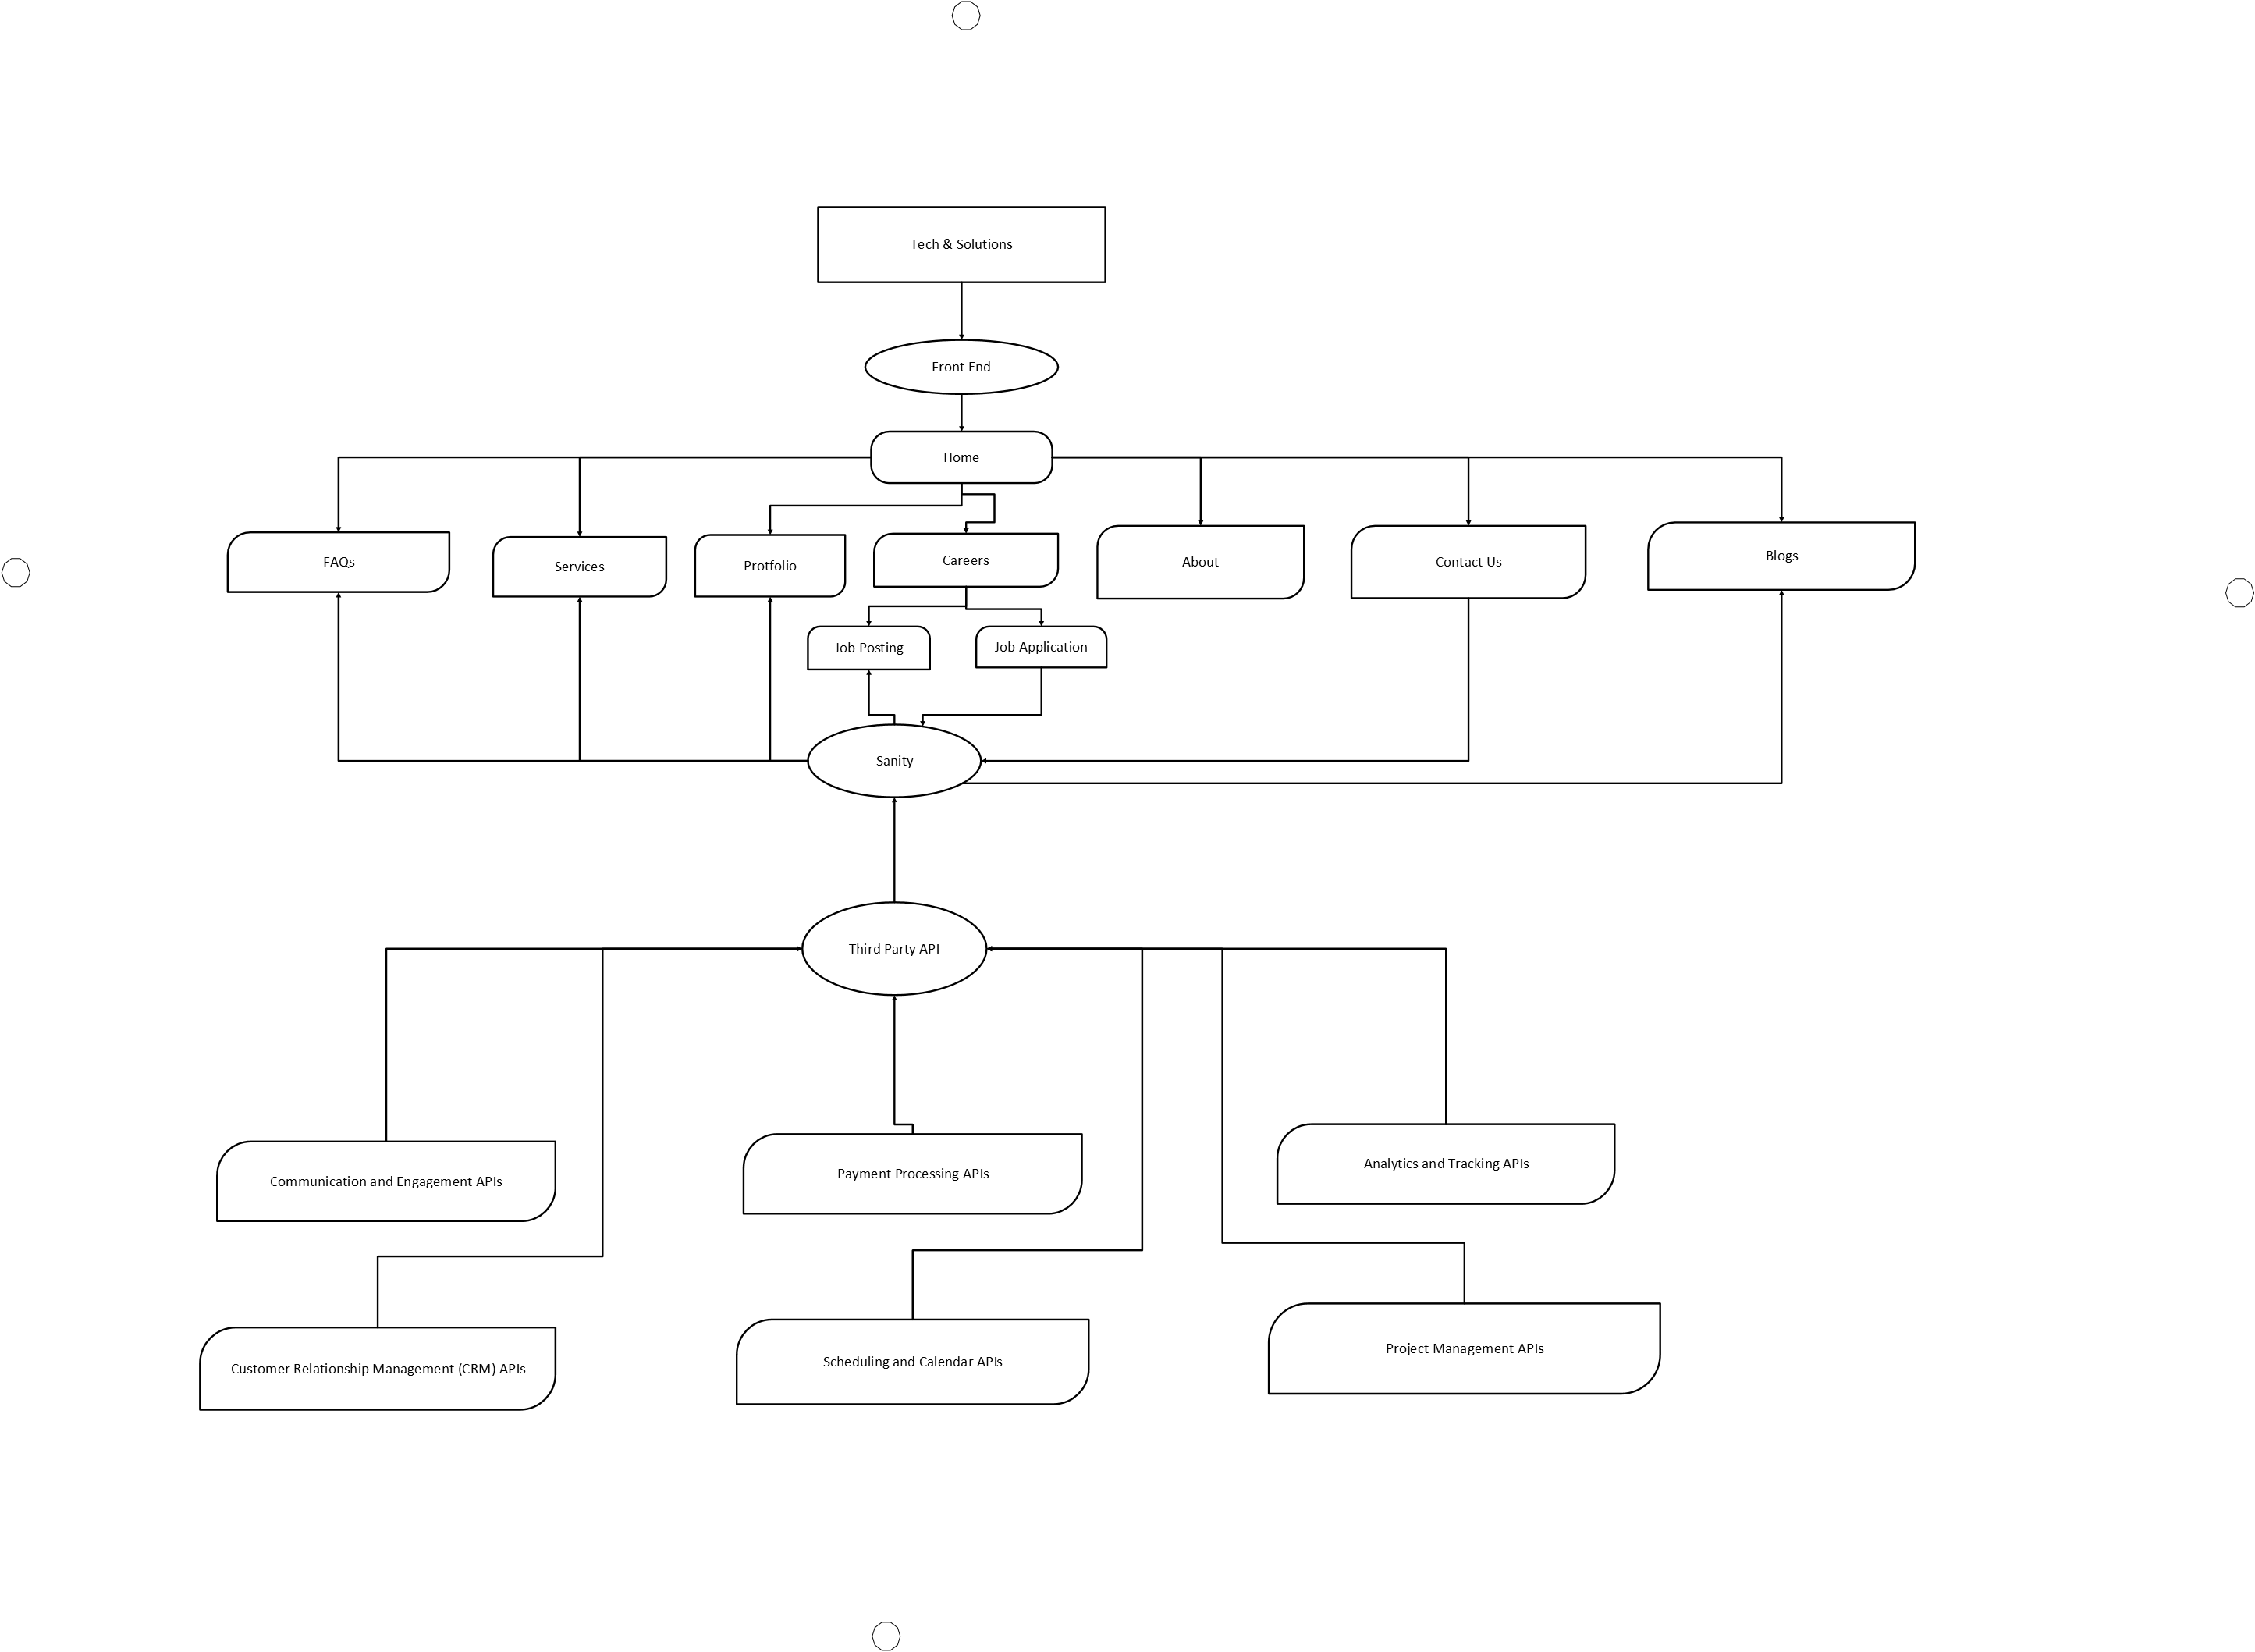 Tech & Solutions
Front End
Home
FAQs
Services
Protfolio
Careers
About
Contact Us
Blogs
Job Posting
Job Application
Sanity
Third Party API
Communication and Engagement APIs
Payment Processing APIs
Analytics and Tracking APIs
Customer Relationship Management (CRM) APIs
Scheduling and Calendar APIs
Project Management APIs